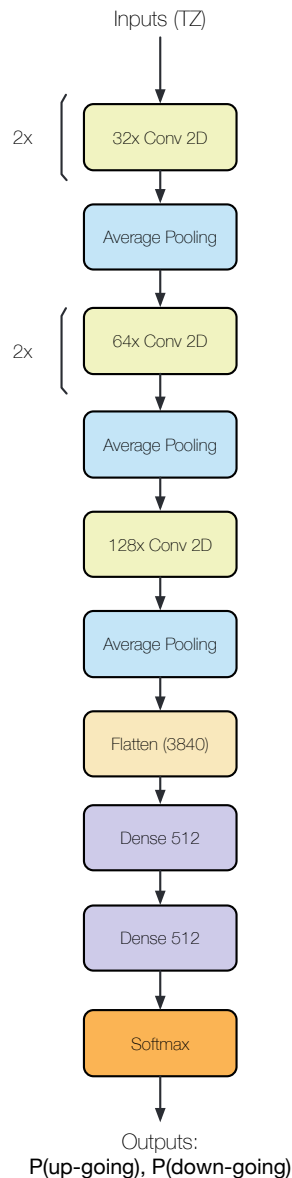 Inputs (TZ)
2x
32x Conv 2D
Average Pooling
2x
64x Conv 2D
Average Pooling
128x Conv 2D
Average Pooling
Flatten (3840)
Dense 512
Dense 512
Softmax
Outputs:
P(up-going), P(down-going)